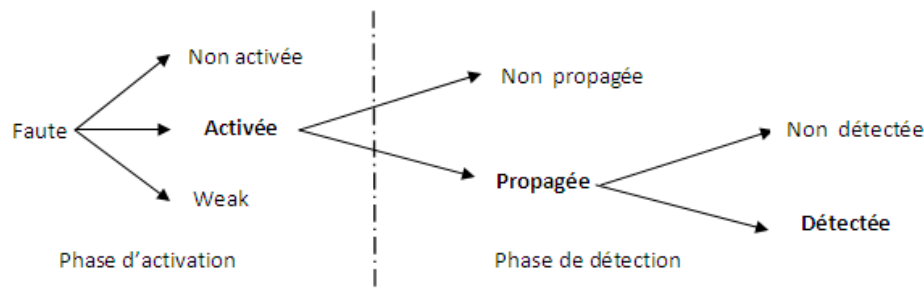 Non activée
Non propagée
Faute
Activée
Non détectée
Propagée
Weak
Détectée
Phase d'activation
Phase de détection